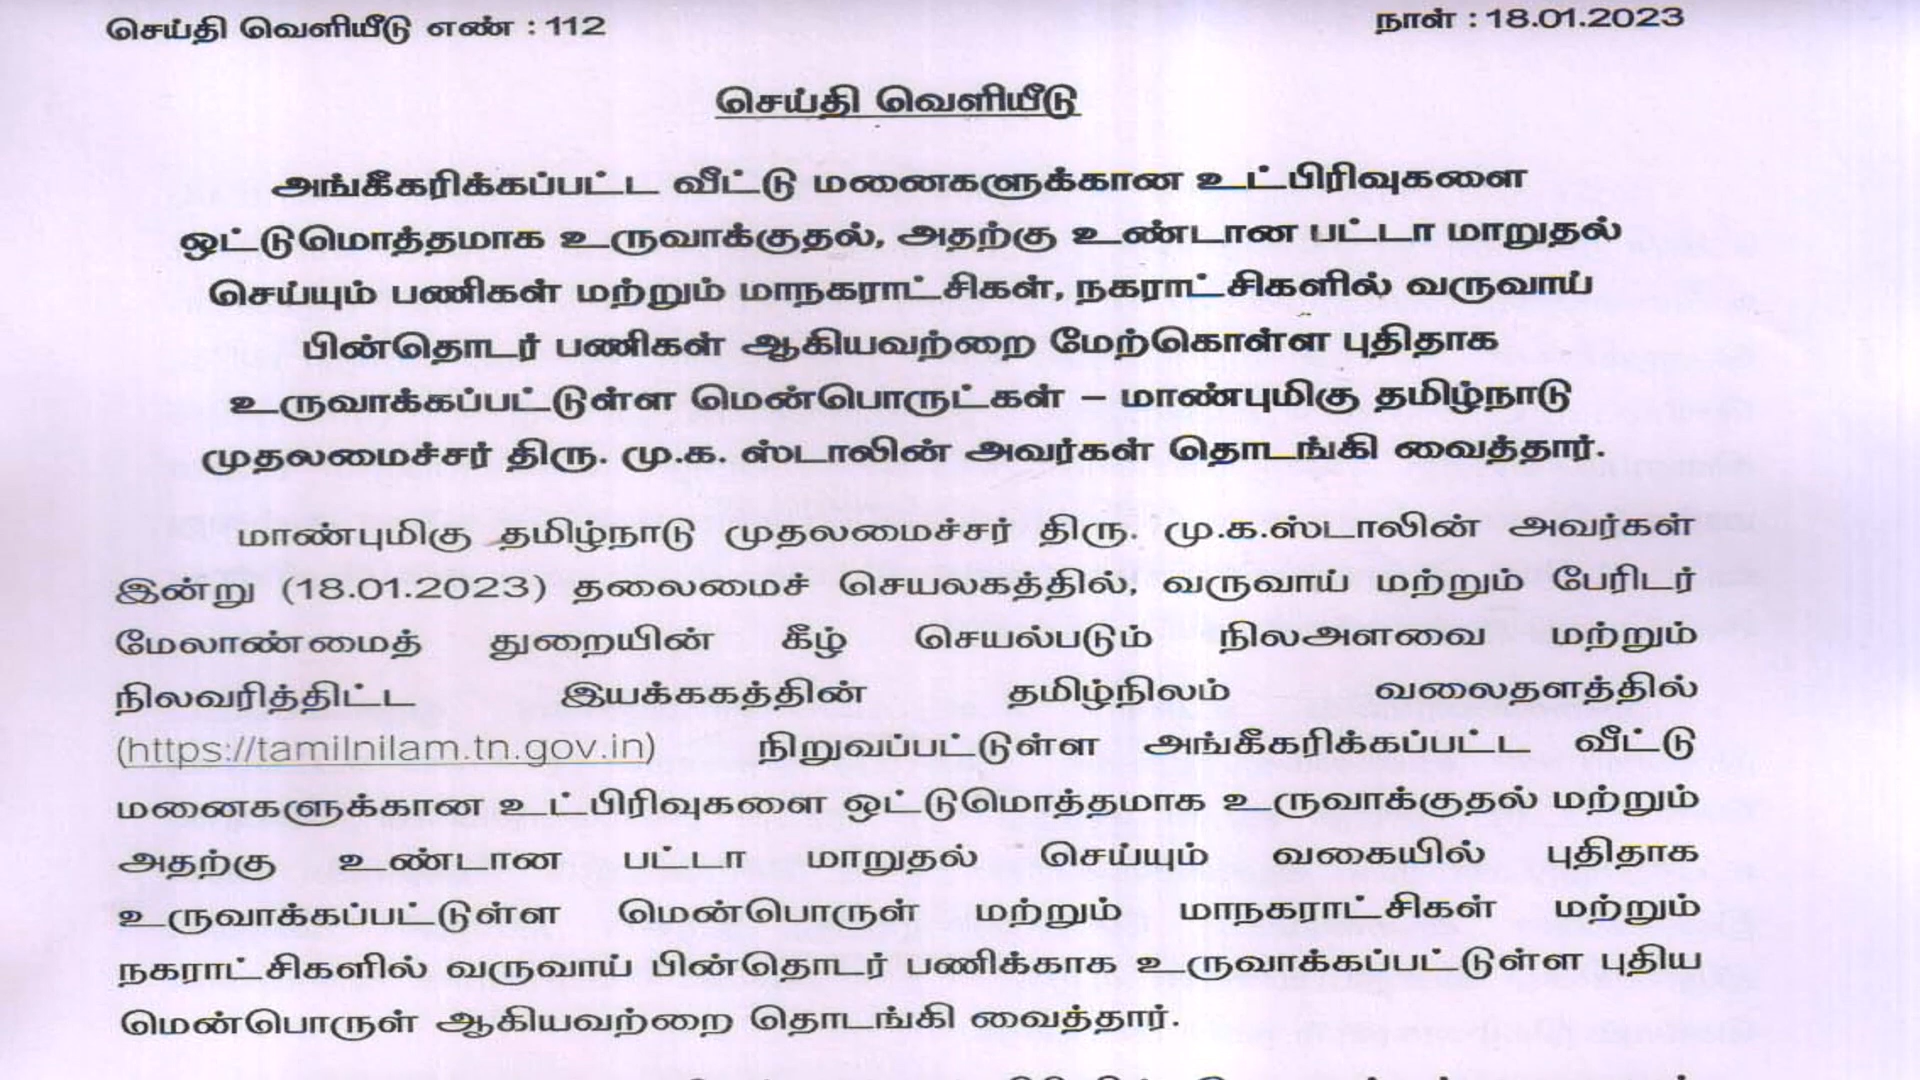 செய்தி வெளியீடு எண் : 112 நாள் : 18.01.2023
செய்தி வெளியீடு
அங்கீகரிக்கப்பட்ட வீட்டு மனைகளுக்கான உட்பிரிவுகளை
ஒட்டுமொத்தமாக உருவாக்குதல், அதற்கு உண்டான பட்டா மாறுதல்
செய்யும் பணிகள் மற்றும் மாநகராட்சிகள், நகராட்சிகளில் வருவாய்
பின்தொடர் பணிகள் ஆகியவற்றை மேற்கொள்ள புதிதாக
உருவாக்கப்பட்டுள்ள மென்பொருட்கள் – மாண்புமிகு தமிழ்நாடு
முதலமைச்சர் திரு. மு.க. ஸ்டாலின் அவர்கள் தொடங்கி வைத்தார்.
மாண்புமிகு தமிழ்நாடு முதலமைச்சர் திரு. மு.க.ஸ்டாலின் அவர்கள்
இன்று (18.01.2023) தலைமைச் செயலகத்தில், வருவாய் மற்றும் பேரிடர்
மேலாண்மைத் துறையின் கீழ் செயல்படும் நிலஅளவை மற்றும்
நிலவரித்திட்ட இயக்ககத்தின் தமிழ்நிலம் வலைதளத்தில்
(https://tamilnilam.tn.gov.in) நிறுவப்பட்டுள்ள அங்கீகரிக்கப்பட்ட வீட்டு
மனைகளுக்கான உட்பிரிவுகளை ஒட்டுமொத்தமாக உருவாக்குதல் மற்றும்
அதற்கு உண்டான பட்டா மாறுதல் செய்யும் வகையில் புதிதாக
உருவாக்கப்பட்டுள்ள மென்பொருள் மற்றும் மாநகராட்சிகள் மற்றும்
நகராட்சிகளில் வருவாய் பின்தொடர் பணிக்காக உருவாக்கப்பட்டுள்ள புதிய
மென்பொருள் ஆகியவற்றை தொடங்கி வைத்தார்.